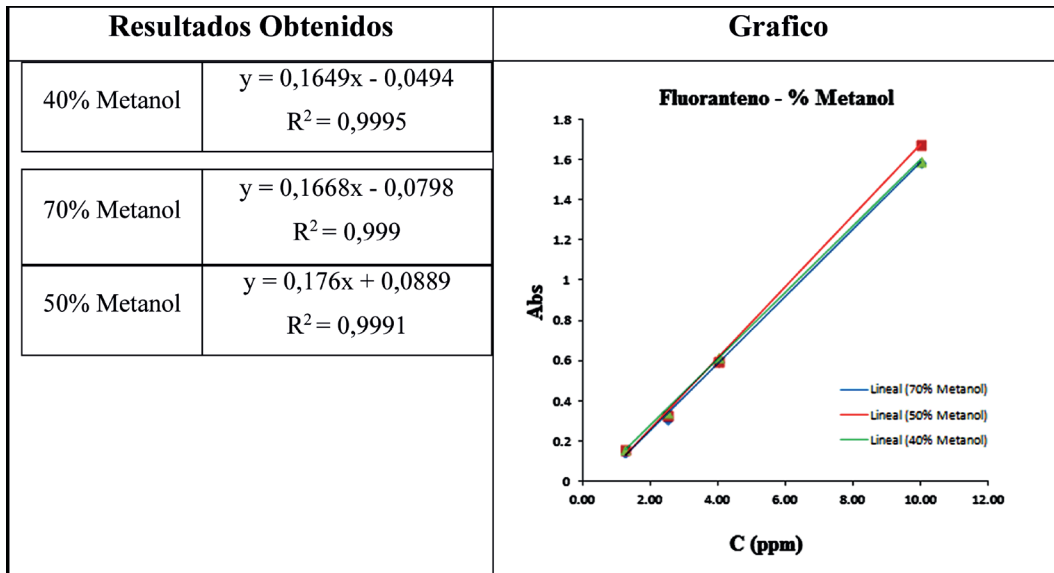 Resultados Obtenidos
Grafico
40% Metanol
y = 0,1649x - 0,0494
R² = 0,9995
70% Metanol
y = 0,1668x - 0,0798
R² = 0,999
50% Metanol
y = 0,176x + 0,0889
R² = 0,9991
Fluoranteno - % Metanol
1.8
1.6
1.4
1.2
1
0.8
0.6
0.4
0.2
0
Abs
Lineal (70% Metanol)
Lineal (50% Metanol)
Lineal (40% Metanol)
0.00 2.00 4.00 6.00 8.00 10.00 12.00
C (ppm)